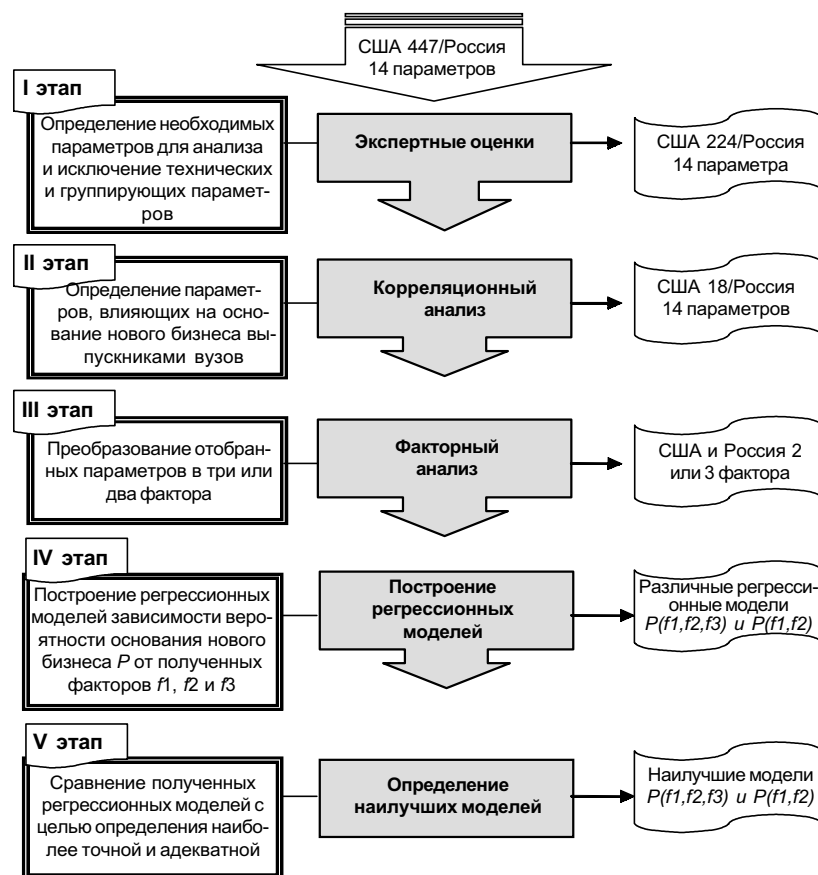 США 447/Россия
14 параметров
I этап
Определение необходимых
параметров для анализа
и исключение технических
и группирующих парамет-
ров
Экспертные оценки
США 224/Россия
14 параметра
II этап
Определение парамет-
ров, влияющих на осно-
вание нового бизнеса вы-
пускниками вузов
Корреляционный
анализ
США 18/Россия
14 параметров
III этап
Преобразование отобран-
ных параметров в три или
два фактора
Факторный
анализ
США и Россия 2
или 3 фактора
IV этап
Построение регрессионных
моделей зависимости веро-
ятности основания нового
бизнеса P от полученных
факторов f1, f2 и f3
Построение
регрессионных
моделей
Различные регресси-
онные модели
P(f1,f2,f3) и P(f1,f2)
V этап
Сравнение полученных
регрессионных моделей с
целью определения наибо-
лее точной и адекватной
Определение
наилучших моделей
Наилучшие модели
P(f1,f2,f3) и P(f1,f2)